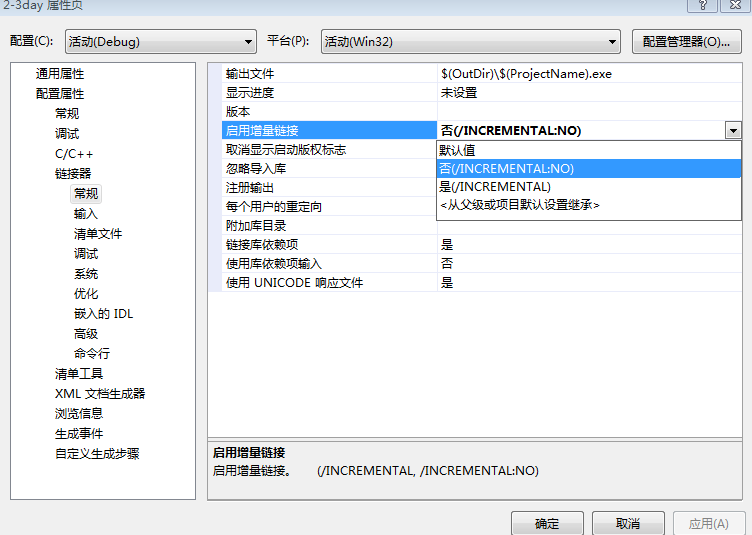 2-3day 属性页
配置(C): 活动(Debug) 平台(P): 活动(Win32) 配置管理器(O)...
通用属性
配置属性
常规
调试
C/C++
链接器
常规
输入
清单文件
调试
系统
优化
嵌入的 IDL
高级
命令行
清单工具
XML 文档生成器
浏览信息
生成事件
自定义生成步骤
输出文件 $(OutDir)\$(ProjectName).exe
显示进度 未设置
版本
启用增量链接 否(/INCREMENTAL:NO)
取消显示启动版权标志 默认值
忽略导入库 否(/INCREMENTAL:NO)
注册输出 是(/INCREMENTAL)
每个用户的重定向 <从父级或项目默认设置继承>
附加库目录
链接库依赖项 是
使用库依赖项输入 否
使用 UNICODE 响应文件 是
启用增量链接
启用增量链接。 (/INCREMENTAL, /INCREMENTAL:NO)
确定 取消 应用(A)